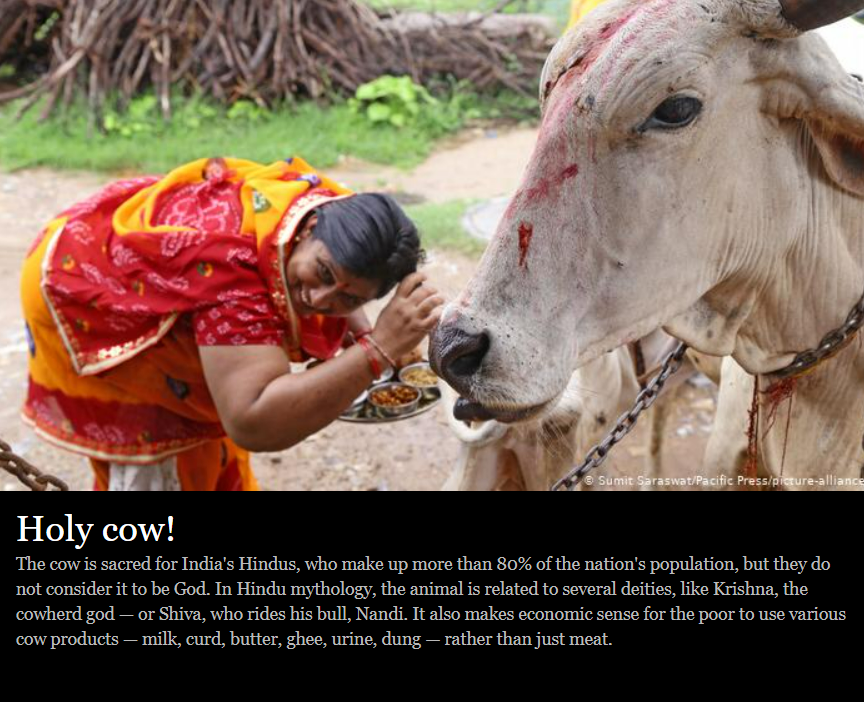 © Sumit Saraswat/Pacific Press/picture-alliance
Holy cow!
The cow is sacred for India's Hindus, who make up more than 80% of the nation's population, but they do
not consider it to be God. In Hindu mythology, the animal is related to several deities, like Krishna, the
cowherd god — or Shiva, who rides his bull, Nandi. It also makes economic sense for the poor to use various
cow products — milk, curd, butter, ghee, urine, dung — rather than just meat.